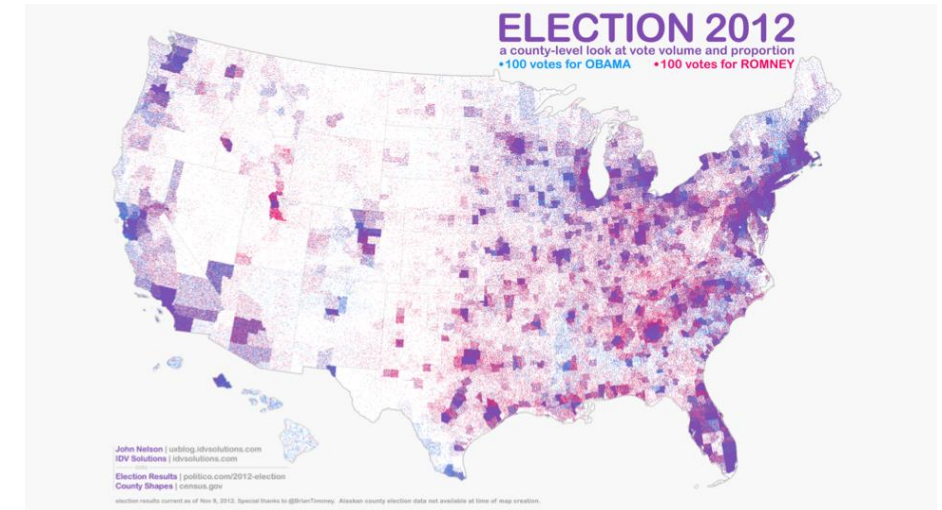 ELECTION 2012
a county-level look at vote volume and proportion
•100 votes for OBAMA •100 votes for ROMNEY
John Nelson | uxblog.idvsolutions.com
IDV Solutions | idvsolutions.com
Election Results | politico.com/2012-election
County Shapes | census.gov
election results current as of Nov 9, 2012. Special thanks to @BrianTimoney. Alaskan county election data not available at time of map creation.